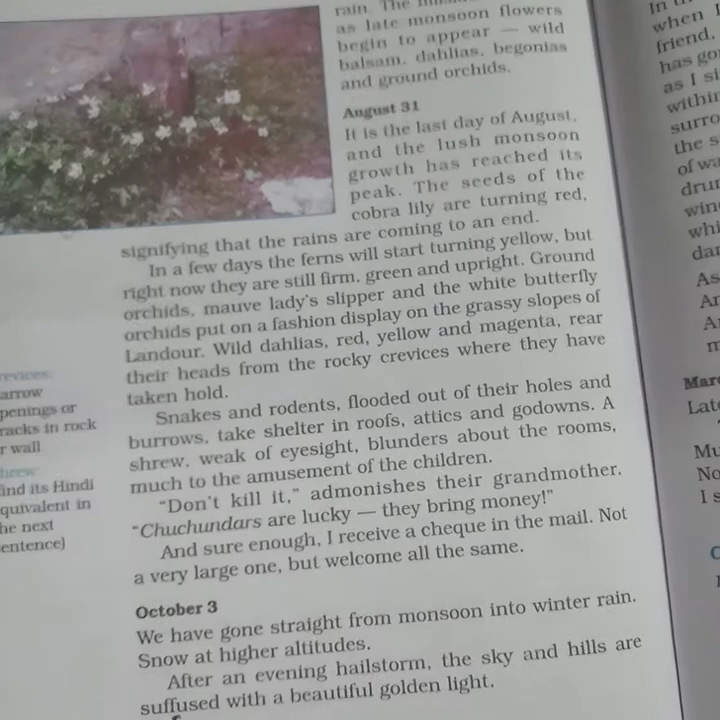 rain. The
as late monsoon flowers
begin to appear — wild
balsam, dahlias, begonias
and ground orchids.
August 31
It is the last day of August,
and the lush monsoon
growth has reached its
peak. The seeds of the
cobra lily are turning red,
signifying that the rains are coming to an end.
In a few days the ferns will start turning yellow, but
right now they are still firm, green and upright. Ground
orchids, mauve lady's slipper and the white butterfly
orchids put on a fashion display on the grassy slopes of
Landour. Wild dahlias, red, yellow and magenta, rear
their heads from the rocky crevices where they have
taken hold.
Snakes and rodents, flooded out of their holes and
burrows, take shelter in roofs, attics and godowns. A
shrew, weak of eyesight, blunders about the rooms,
much to the amusement of the children.
"Don't kill it," admonishes their grandmother.
"Chuchundars are lucky — they bring money!"
And sure enough, I receive a cheque in the mail. Not
a very large one, but welcome all the same.
October 3
We have gone straight from monsoon into winter rain.
Snow at higher altitudes.
After an evening hailstorm, the sky and hills are
suffused with a beautiful golden light.
revices:
arrow
penings or
racks in rock
r wall
hrew:
ind its Hindi
quivalent in
he next
entence)
In
when
friend,
has go
as I si
within
surro
the s
of wa
dru
win
whi
da
As
Ar
A
m
Mar
Late
Mu
No
I s